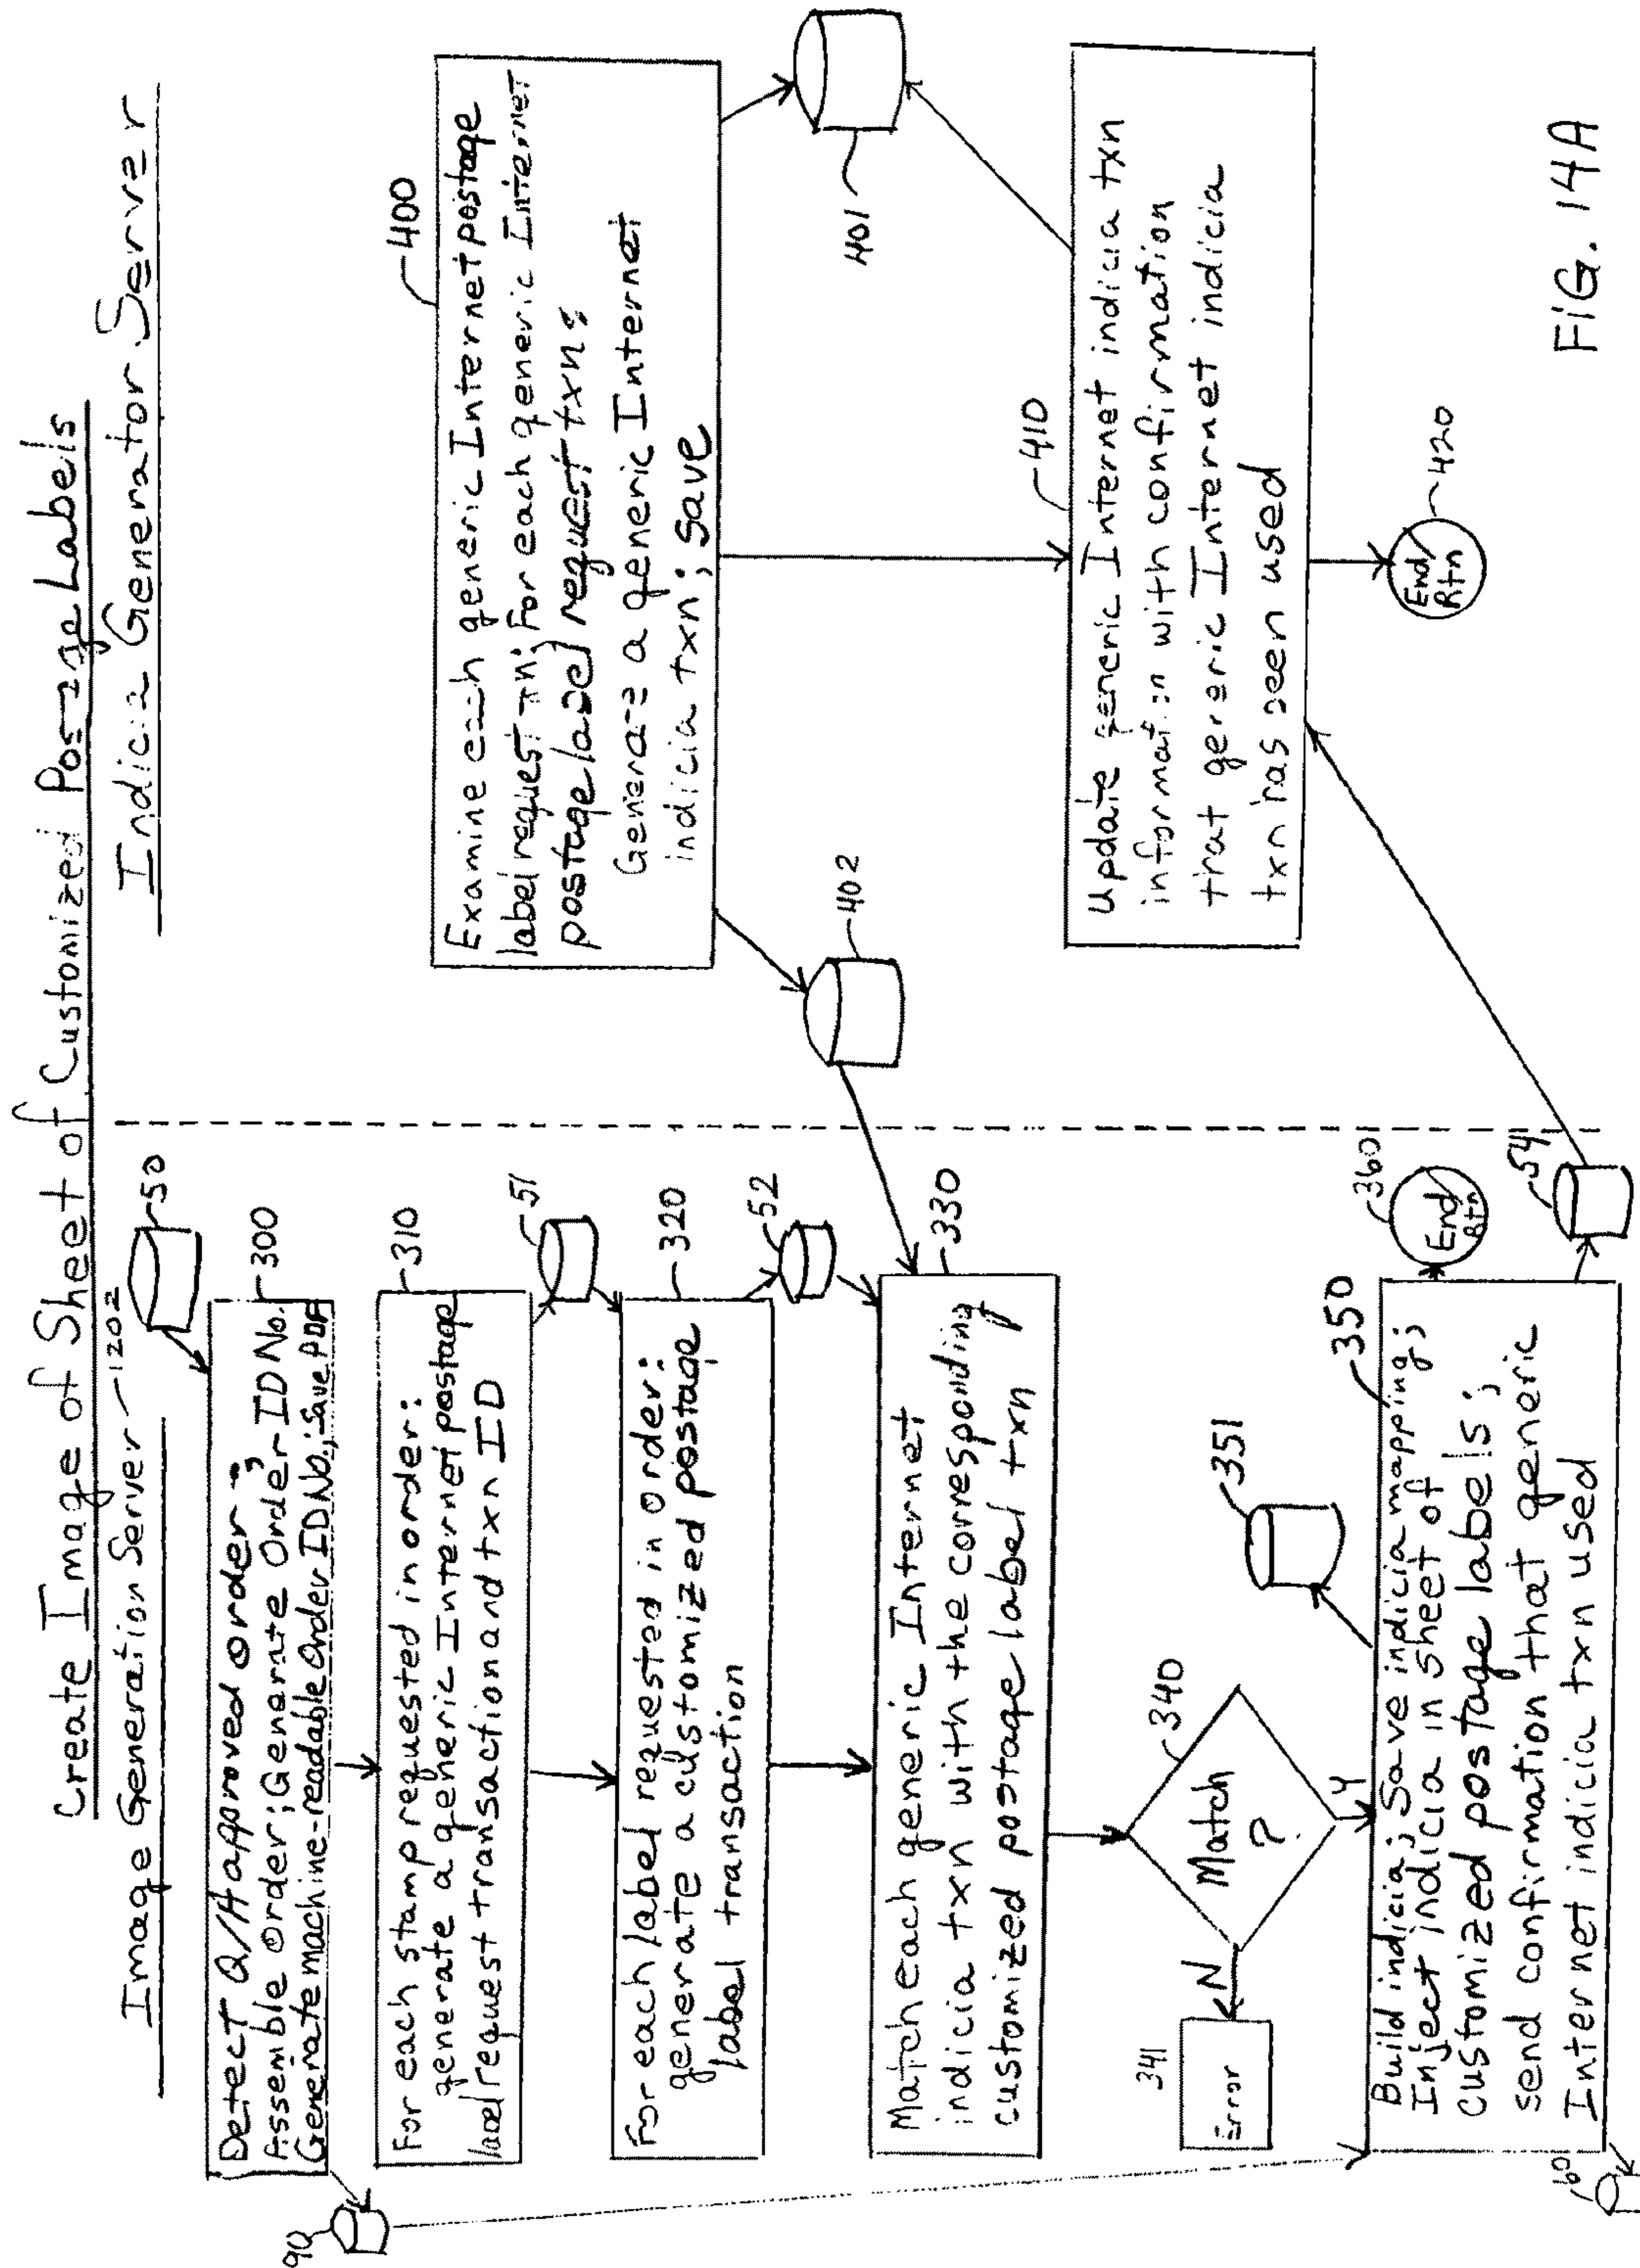 Create Image of Sheet of Customized Postage Labels
Image Generation Server
1202
Indicia Generator Server
50
Detect Q/H approved order;
Assemble Order; Generate Order ID No.
Generate machine-readable Order ID No.; Save PDF
300
90
For each stamp requested in order:
generate a generic Internet postage
label request transaction and txn ID
310
51
For each label requested in order:
generate a customized postage
label transaction
320
52
Match each generic Internet
indicia txn with the corresponding
customized postage label txn
330
Match
?
340
N
Y
Error
341
351
Build indicia; Save indicia mapping;
Inject indicia in sheet of
customized postage labels;
send confirmation that generic
Internet indicia txn used
350
End
Rtn
360
541
60
Examine each generic Internet postage
label request txn; For each generic Internet
postage label request txn:
Generate a generic Internet
indicia txn; save
400
401
402
Update generic Internet indicia txn
information with confirmation
that generic Internet indicia
txn has been used
410
End
Rtn
420
FIG. 14A